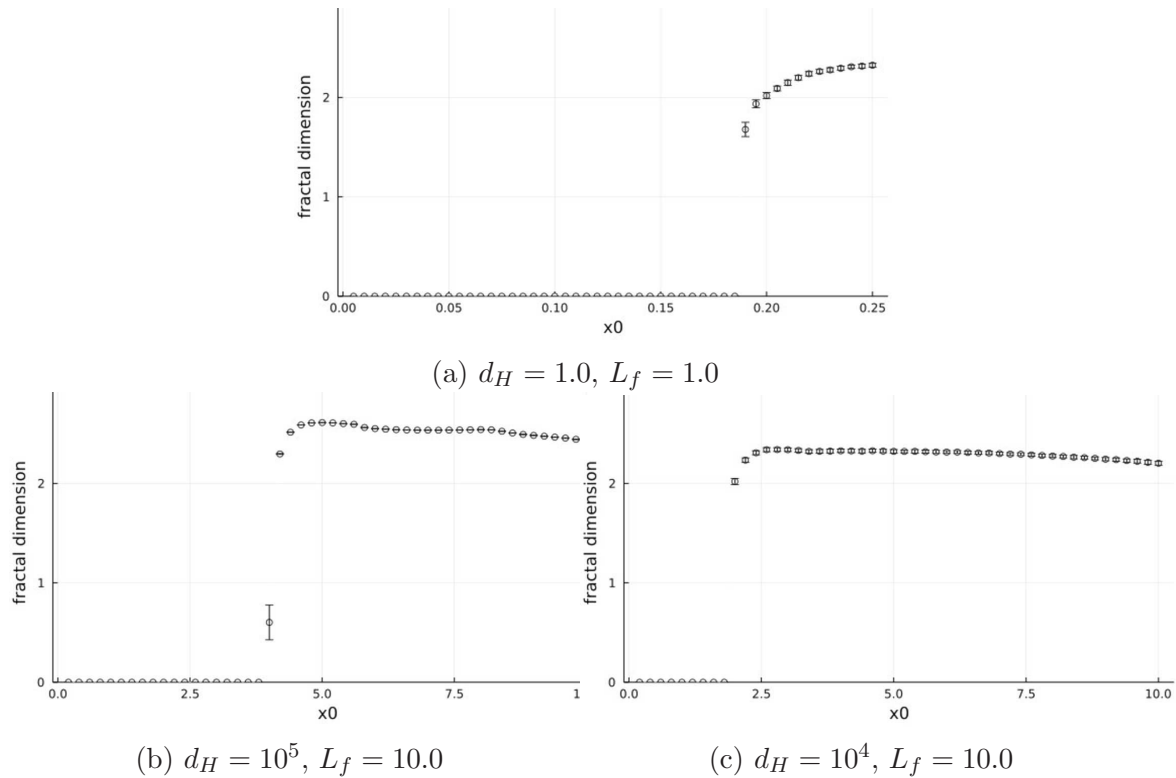 fractal dimension
2
1
0
0.00 0.05 0.10 0.15 0.20 0.25
x0
(a) d_H = 1.0, L_f = 1.0
fractal dimension
2
1
0
0.0 2.5 5.0 7.5 1
x0
(b) d_H = 10^5, L_f = 10.0
fractal dimension
2
1
0
0.0 2.5 5.0 7.5 10.0
x0
(c) d_H = 10^4, L_f = 10.0